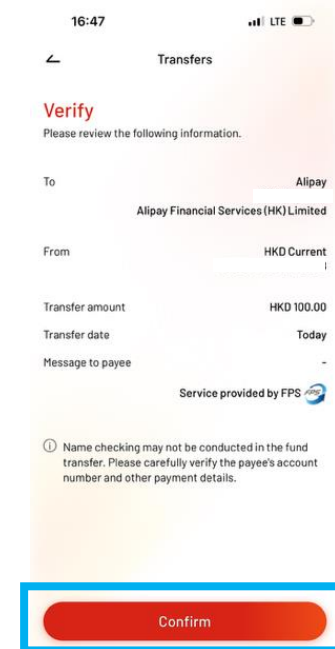 16:47 LTE
Transfers
Verify
Please review the following information.
To Alipay
Alipay Financial Services (HK) Limited
From HKD Current
Transfer amount HKD 100.00
Transfer date Today
Message to payee -
Service provided by FPS
Name checking may not be conducted in the fund
transfer. Please carefully verify the payee's account
number and other payment details.
Confirm